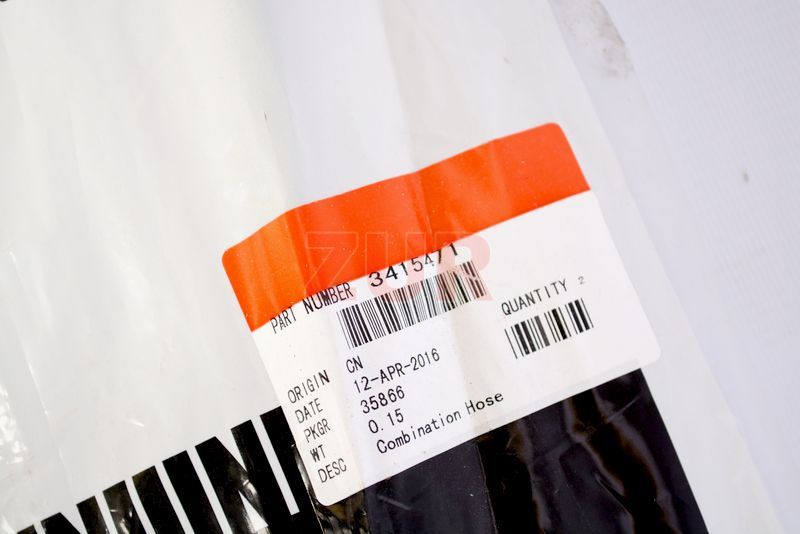 PART NUMBER 3415471
QUANTITY 2
ORIGIN CN
DATE 12-APR-2016
PKGR 35866
WT 0.15
DESC Combination Hose
ZUR